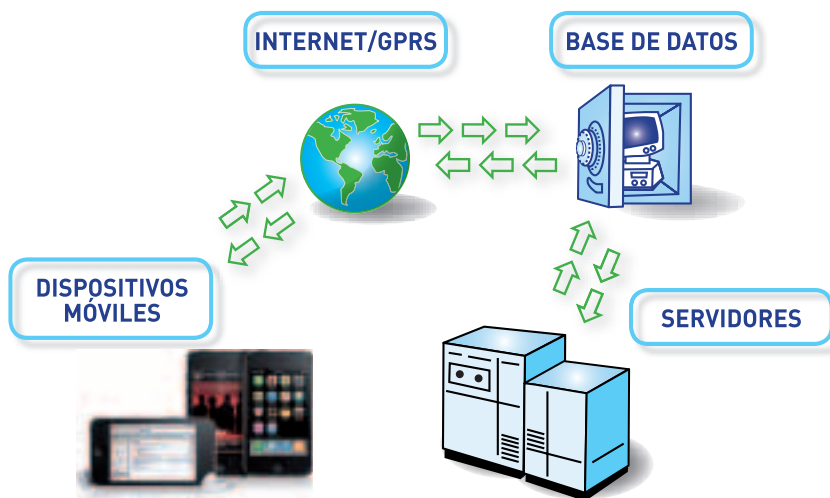 INTERNET/GPRS
BASE DE DATOS
DISPOSITIVOS
MÓVILES
SERVIDORES